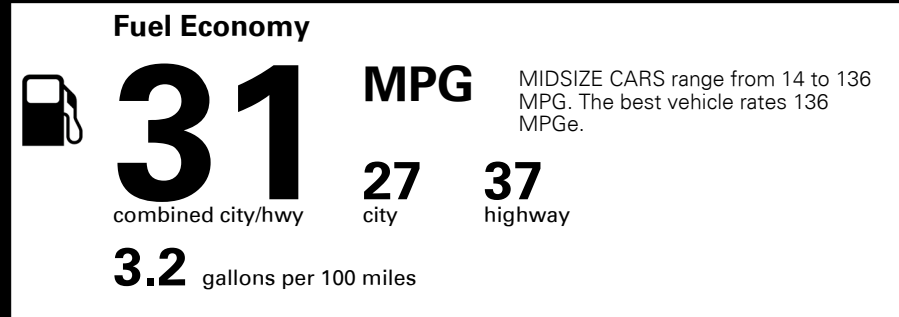 Fuel Economy
31 MPG
MIDSIZE CARS range from 14 to 136
MPG. The best vehicle rates 136
MPGe.
combined city/hwy
27
city
37
highway
3.2 gallons per 100 miles